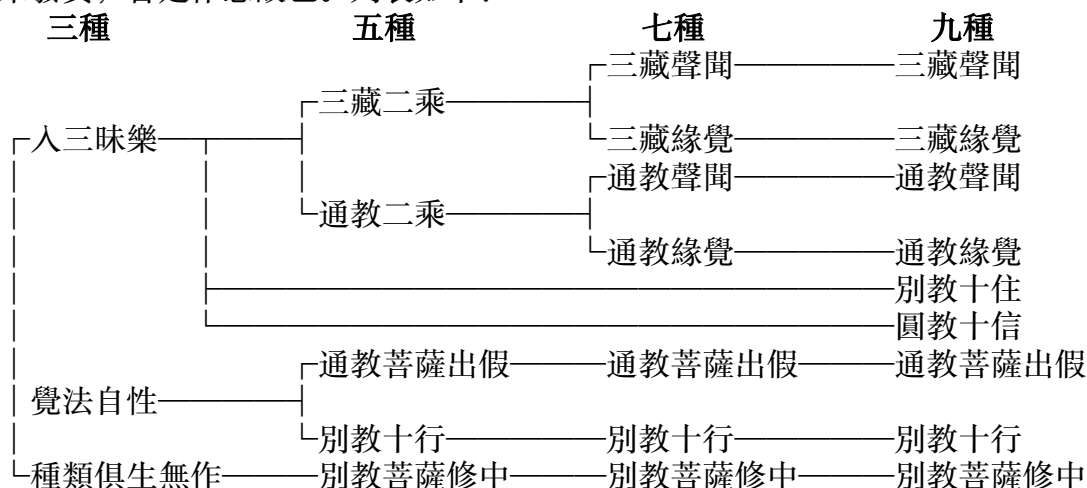 三種 五種 七種 九種
三藏聲聞 三藏聲聞
三藏二乘
入三昧樂 三藏緣覺 三藏緣覺
通教聲聞 通教聲聞
通教二乘
通教緣覺 通教緣覺
別教十住
圓教十信
通教菩薩出假 通教菩薩出假 通教菩薩出假
覺法自性
別教十行 別教十行 別教十行
種類俱生無作 別教菩薩修中 別教菩薩修中 別教菩薩修中